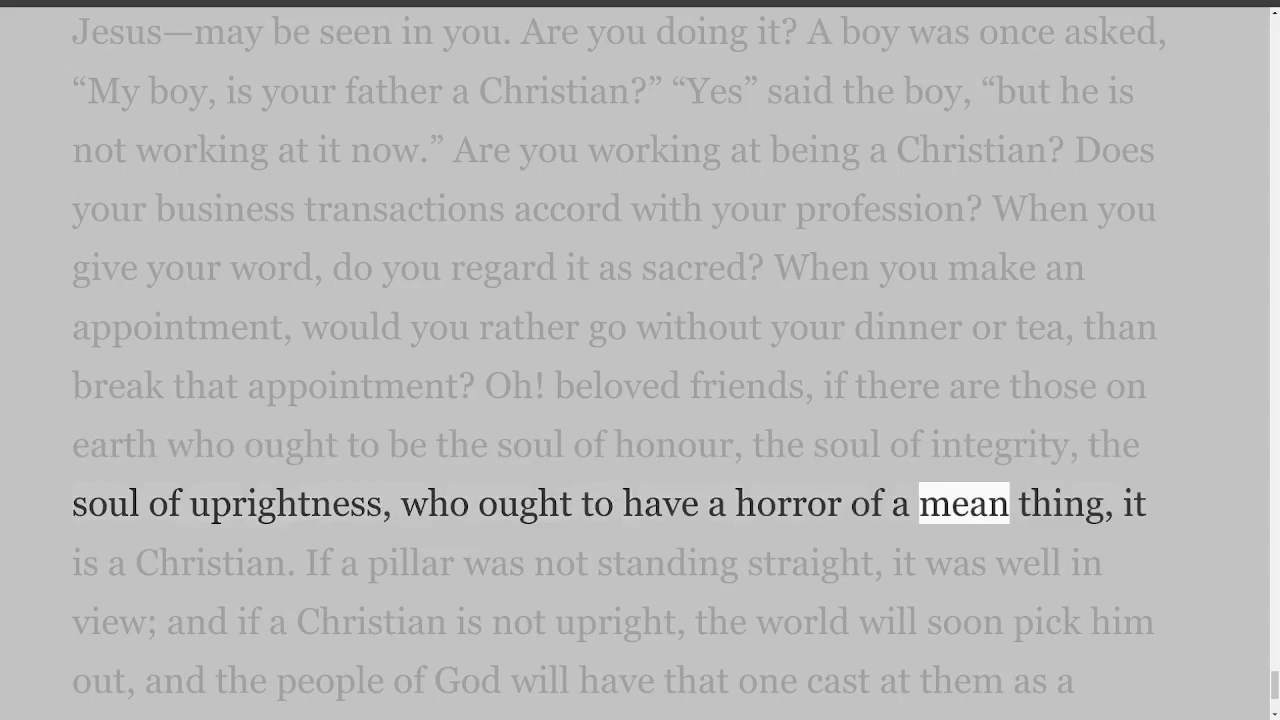 Jesus—may be seen in you. Are you doing it? A boy was once asked,
“My boy, is your father a Christian?” “Yes” said the boy, “but he is
not working at it now.” Are you working at being a Christian? Does
your business transactions accord with your profession? When you
give your word, do you regard it as sacred? When you make an
appointment, would you rather go without your dinner or tea, than
break that appointment? Oh! beloved friends, if there are those on
earth who ought to be the soul of honour, the soul of integrity, the
soul of uprightness, who ought to have a horror of a mean thing, it
is a Christian. If a pillar was not standing straight, it was well in
view; and if a Christian is not upright, the world will soon pick him
out, and the people of God will have that one cast at them as a